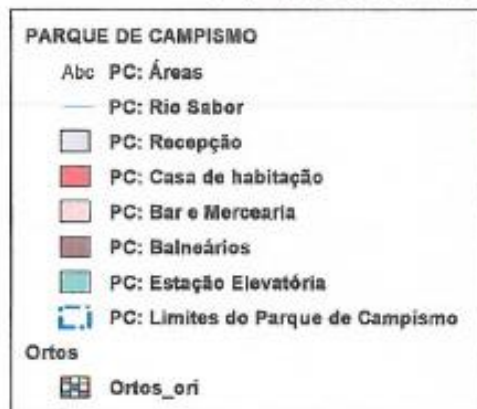 PARQUE DE CAMPISMO
Abc PC: Áreas
PC: Rio Sabor
PC: Recepção
PC: Casa de habitação
PC: Bar e Mercearia
PC: Balneários
PC: Estação Elevatória
PC: Limites do Parque de Campismo
Ortos
Ortos_ori